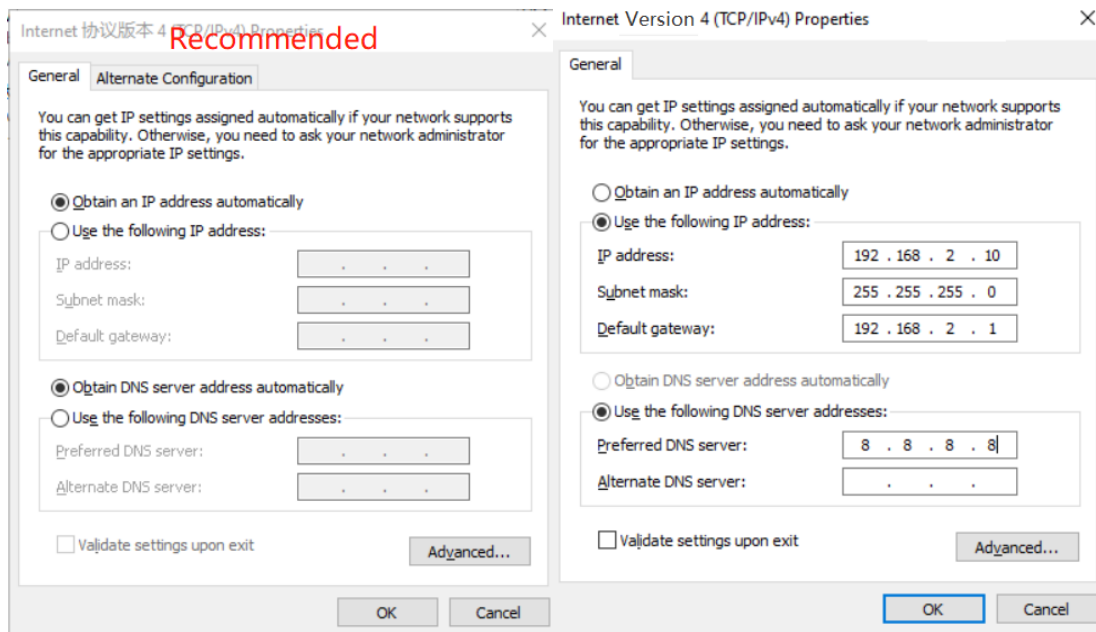 Internet 协议版本 4 (TCP/IPv4) Properties
Recommended
General
Alternate Configuration
You can get IP settings assigned automatically if your network supports
this capability. Otherwise, you need to ask your network administrator
for the appropriate IP settings.
Obtain an IP address automatically
Use the following IP address:
IP address:
. . .
Subnet mask:
. . .
Default gateway:
. . .
Obtain DNS server address automatically
Use the following DNS server addresses:
Preferred DNS server:
. . .
Alternate DNS server:
. . .
Validate settings upon exit
Advanced...
OK
Cancel
Internet Version 4 (TCP/IPv4) Properties
General
You can get IP settings assigned automatically if your network supports
this capability. Otherwise, you need to ask your network administrator
for the appropriate IP settings.
Obtain an IP address automatically
Use the following IP address:
IP address:
192 . 168 . 2 . 10
Subnet mask:
255 . 255 . 255 . 0
Default gateway:
192 . 168 . 2 . 1
Obtain DNS server address automatically
Use the following DNS server addresses:
Preferred DNS server:
8 . 8 . 8 . 8
Alternate DNS server:
. . .
Validate settings upon exit
Advanced...
OK
Cancel